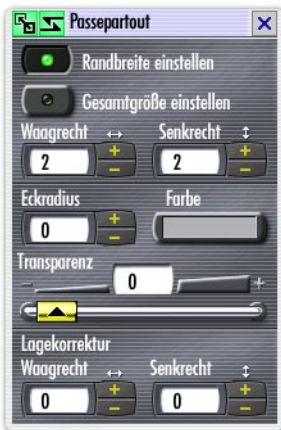 Passepartout
Randbreite einstellen
Gesamtgröße einstellen
Waagrecht ↔ Senkrecht ↕
2 + - 2 + -
Eckradius Farbe
0 + -
Transparenz
- 0 +
Lagekorrektur
Waagrecht ↔ Senkrecht ↕
0 + - 0 + -